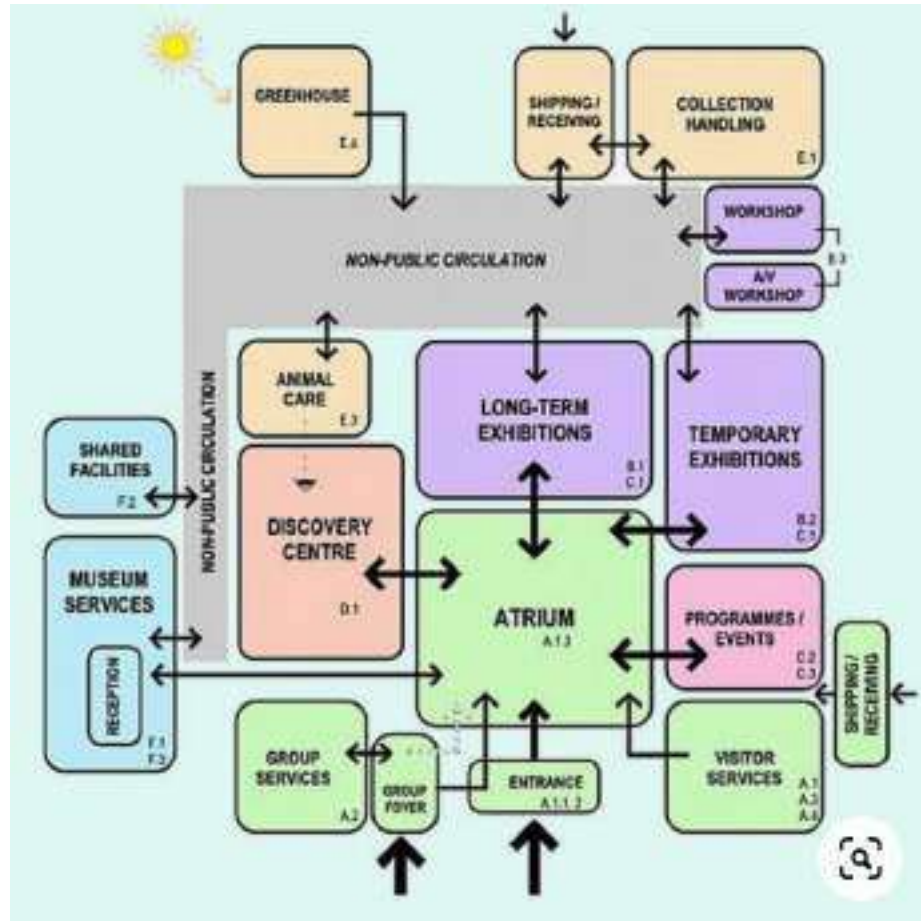 GREENHOUSE
E.4
SHIPPING /
RECEIVING
COLLECTION
HANDLING
E.1
WORKSHOP
B.3
A/V
WORKSHOP
NON-PUBLIC CIRCULATION
NON-PUBLIC CIRCULATION
ANIMAL
CARE
E.3
LONG-TERM
EXHIBITIONS
B.1
C.1
TEMPORARY
EXHIBITIONS
B.2
C.1
SHARED
FACILITIES
F.2
DISCOVERY
CENTRE
D.1
MUSEUM
SERVICES
RECEPTION
F.1
F.3
ATRIUM
A.1.3
PROGRAMMES /
EVENTS
C.2
C.3
SHIPPING/
RECEIVING
GROUP
SERVICES
A.2
GROUP
FOYER
ENTRANCE
A.1.1, 2
VISITOR
SERVICES
A.1
A.3
A.4